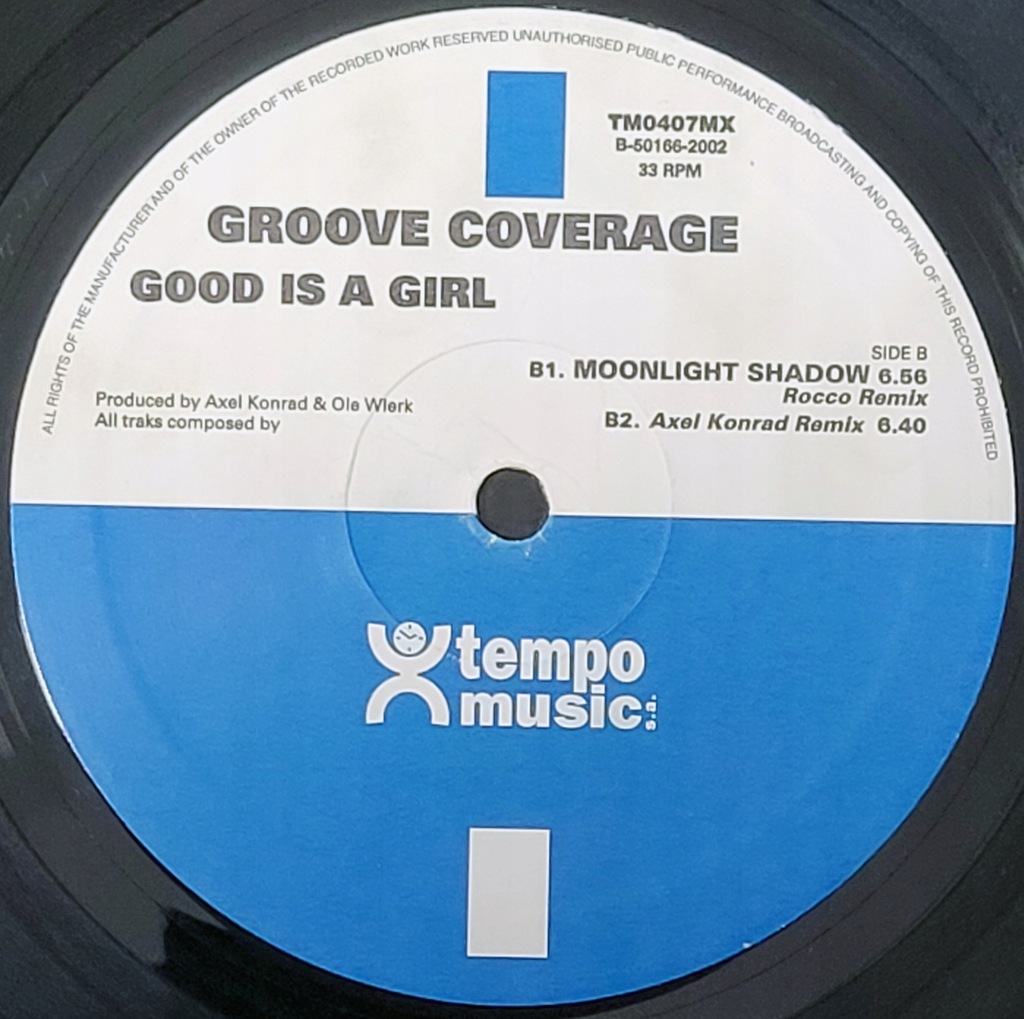 ALL RIGHTS OF THE MANUFACTURER AND OF THE OWNER OF THE RECORDED WORK RESERVED UNAUTHORISED PUBLIC PERFORMANCE BROADCASTING AND COPYING OF THIS RECORD PROHIBITED
TM0407MX
B-50166-2002
33 RPM
GROOVE COVERAGE
GOOD IS A GIRL
SIDE B
B1. MOONLIGHT SHADOW 6.56
Rocco Remix
B2. Axel Konrad Remix 6.40
Produced by Axel Konrad & Ole Wierk
All traks composed by
tempo
music s.a.